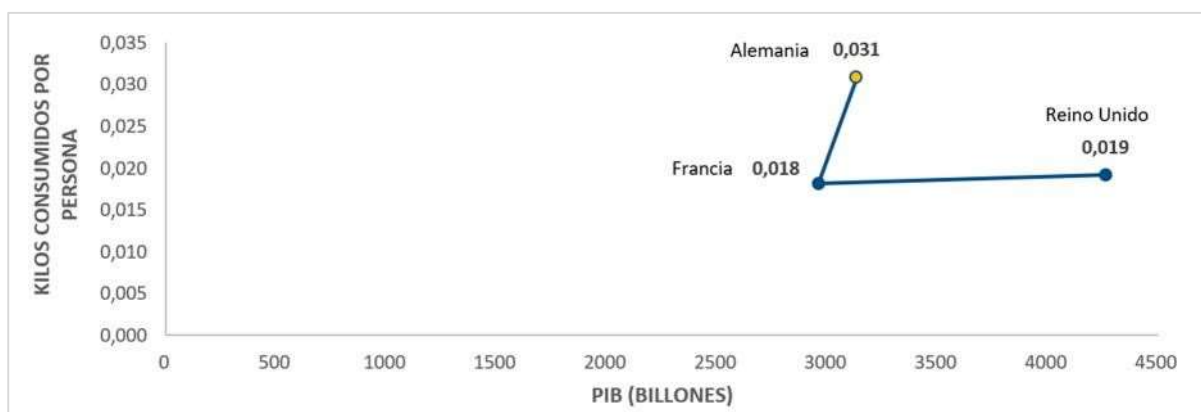 KILOS CONSUMIDOS POR
PERSONA
0,035
0,030
0,025
0,020
0,015
0,010
0,005
0,000
Alemania 0,031
Reino Unido
0,019
Francia 0,018
0 500 1000 1500 2000 2500 3000 3500 4000 4500
PIB (BILLONES)